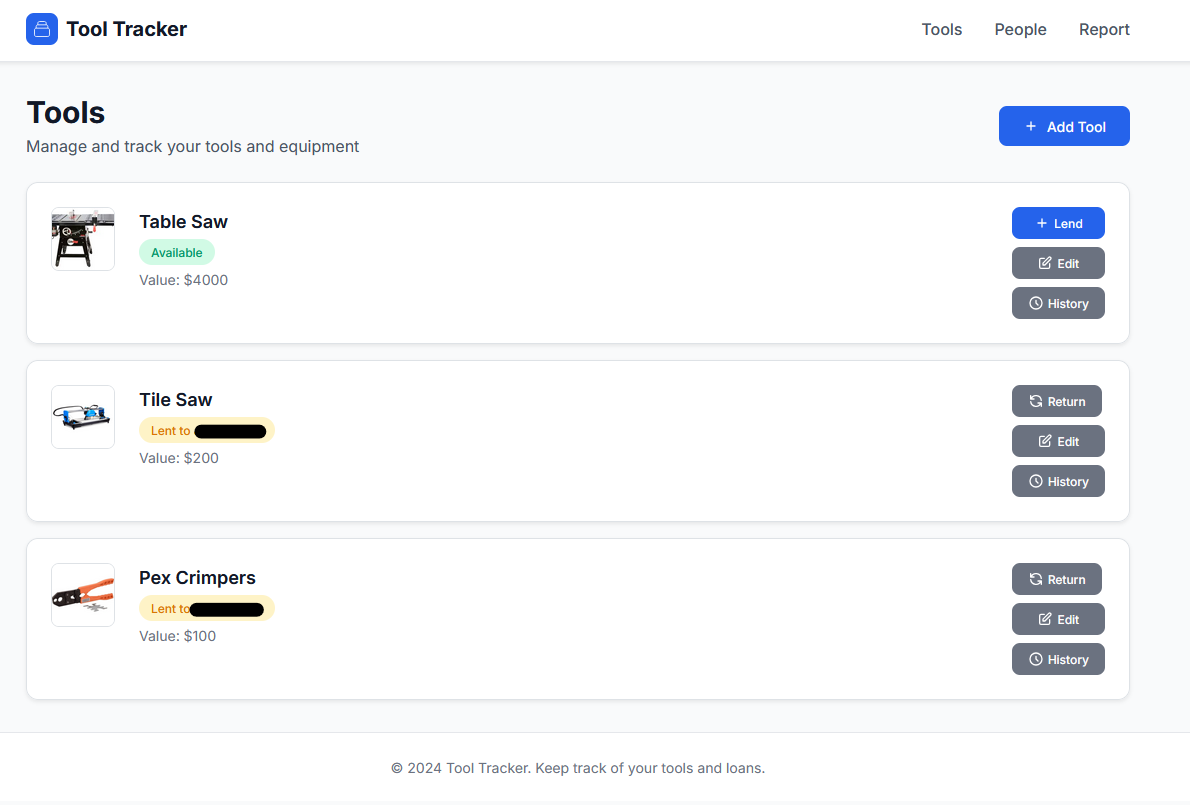 Tool Tracker
Tools People Report
Tools
Manage and track your tools and equipment
+ Add Tool
Table Saw
Available
Value: $4000
+ Lend
Edit
History
Tile Saw
Lent to
Value: $200
Return
Edit
History
Pex Crimpers
Lent to
Value: $100
Return
Edit
History
© 2024 Tool Tracker. Keep track of your tools and loans.